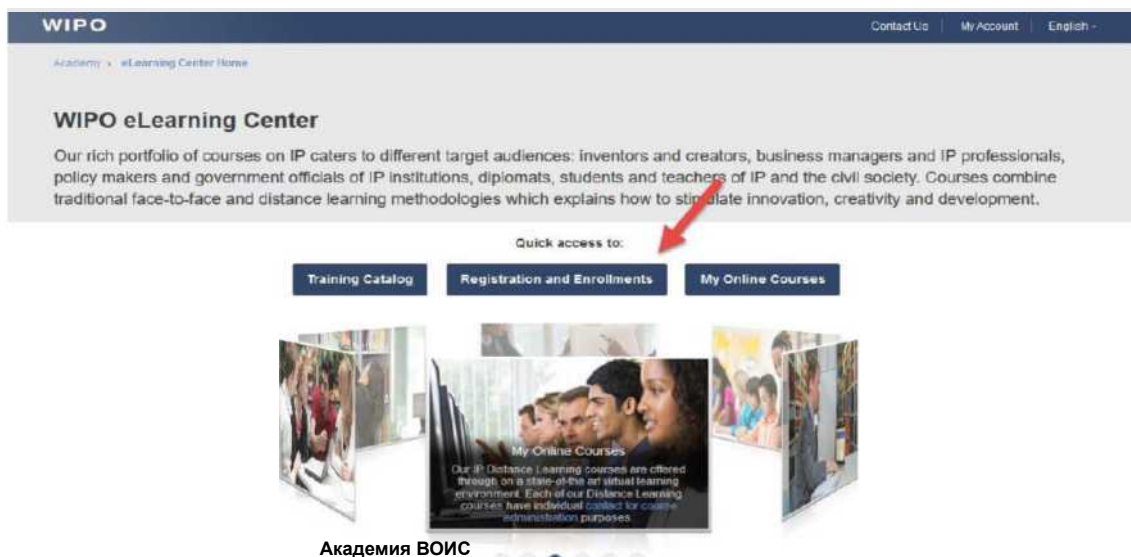 WIPO
Contact Us My Account English
Academy eLearning Center Home
WIPO eLearning Center
Our rich portfolio of courses on IP caters to different target audiences: inventors and creators, business managers and IP professionals,
policy makers and government officials of IP institutions, diplomats, students and teachers of IP and the civil society. Courses combine
traditional face-to-face and distance learning methodologies which explains how to stimulate innovation, creativity and development.
Quick access to:
Training Catalog Registration and Enrollments My Online Courses
My Online Courses
Our IP Distance Learning courses are offered
through on a state-of-the art virtual learning
environment. Each of our Distance Learning
courses have individual contact for course
administration purposes
Академия ВОИС